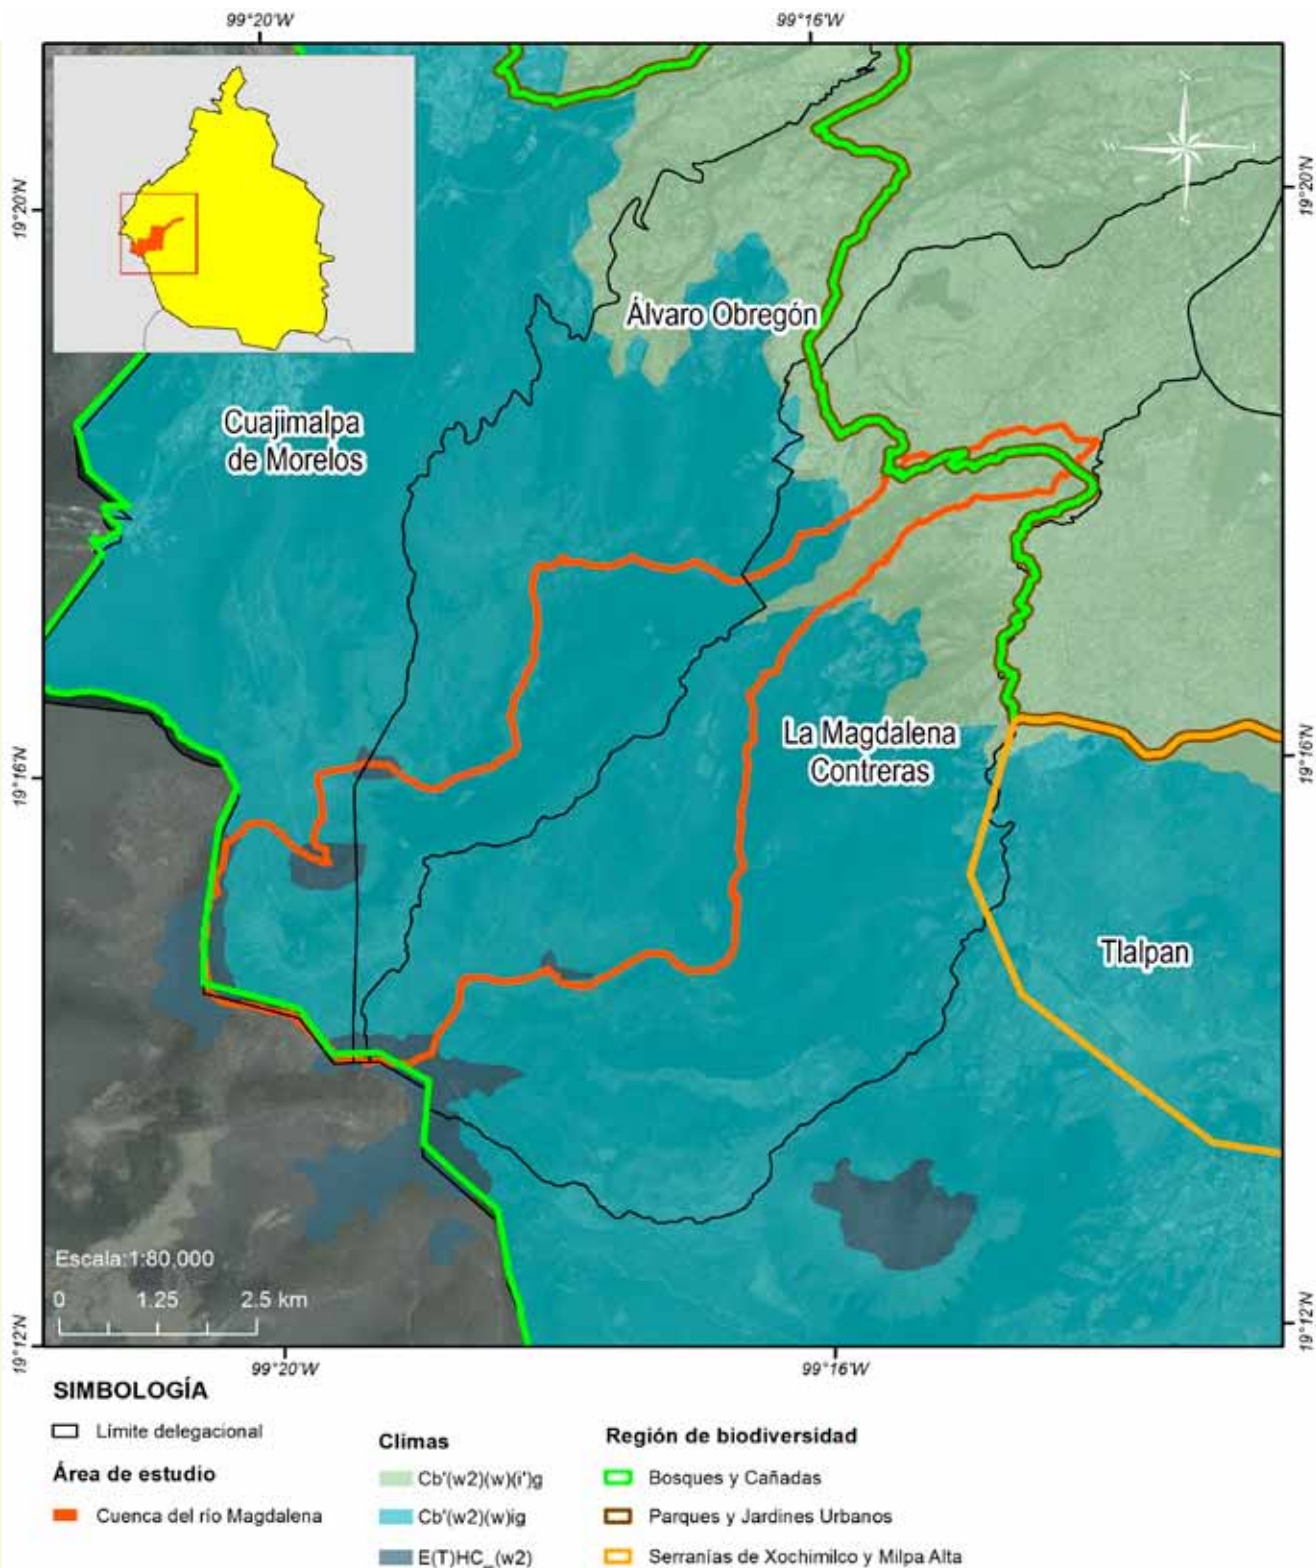 99°20'W
99°16'W
N
W
E
S
19°20'N
19°20'N
Álvaro Obregón
Cuajimalpa
de Morelos
La Magdalena
Contreras
19°16'N
19°16'N
Tlalpan
Escala:1:80,000
0 1.25 2.5 km
19°12'N
19°12'N
99°20'W
99°16'W
SIMBOLOGÍA
Límite delegacional
Área de estudio
Cuenca del río Magdalena
Climas
Cb'(w2)(w)(i')g
Cb'(w2)(w)ig
E(T)HC_(w2)
Región de biodiversidad
Bosques y Cañadas
Parques y Jardines Urbanos
Serranías de Xochimilco y Milpa Alta